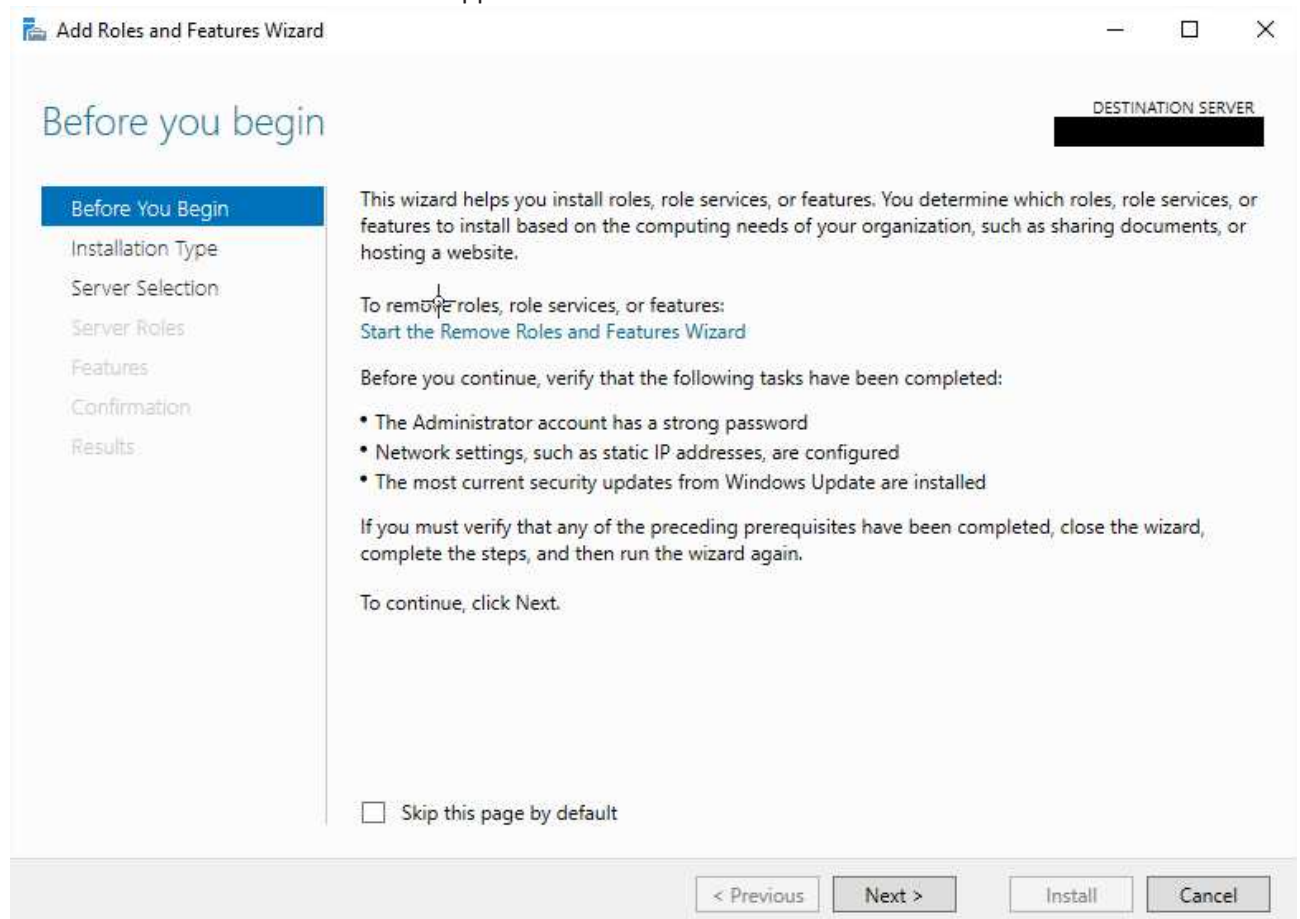 Add Roles and Features Wizard
Before you begin
DESTINATION SERVER
Before You Begin
Installation Type
Server Selection
Server Roles
Features
Confirmation
Results
This wizard helps you install roles, role services, or features. You determine which roles, role services, or
features to install based on the computing needs of your organization, such as sharing documents, or
hosting a website.
To remove roles, role services, or features:
Start the Remove Roles and Features Wizard
Before you continue, verify that the following tasks have been completed:
• The Administrator account has a strong password
• Network settings, such as static IP addresses, are configured
• The most current security updates from Windows Update are installed
If you must verify that any of the preceding prerequisites have been completed, close the wizard,
complete the steps, and then run the wizard again.
To continue, click Next.
Skip this page by default
< Previous
Next >
Install
Cancel